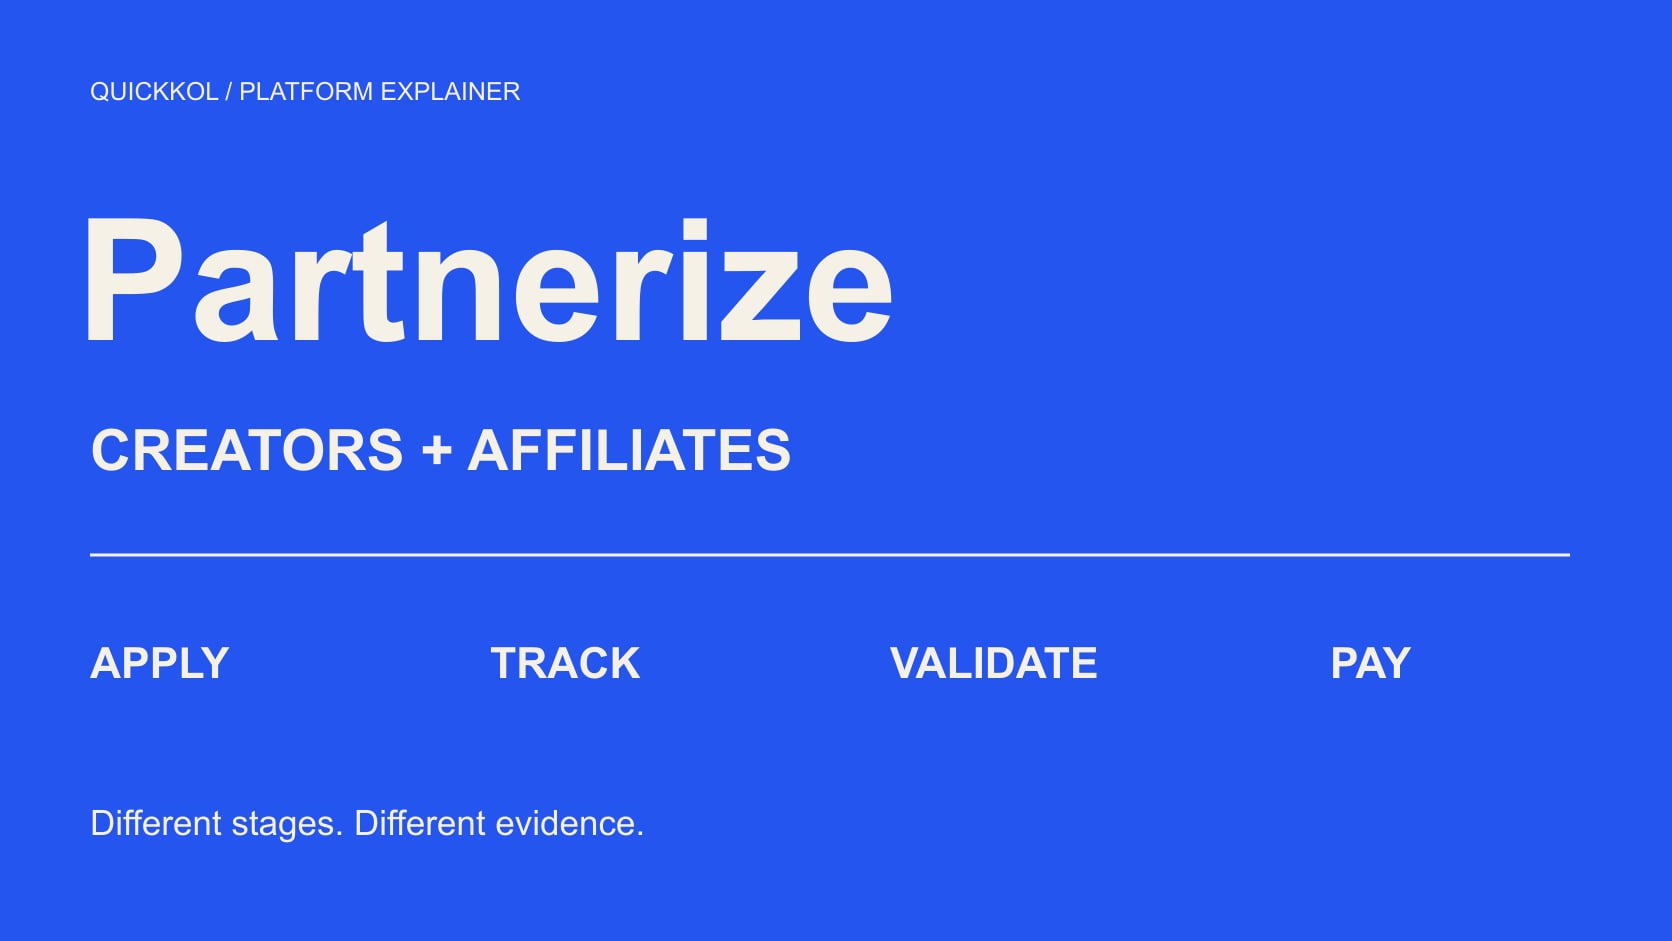 QUICKKOL / PLATFORM EXPLAINER
Partnerize
CREATORS + AFFILIATES
APPLY TRACK VALIDATE PAY
Different stages. Different evidence.